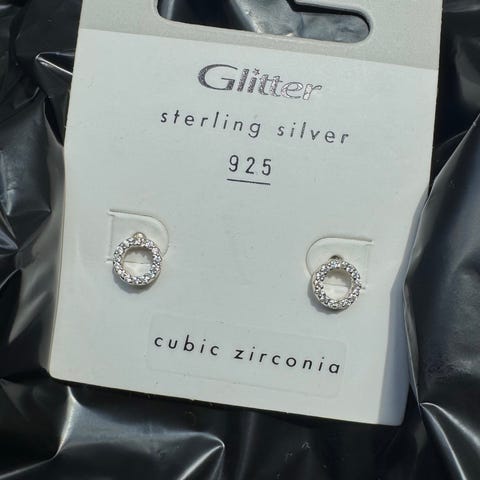 Glitter
sterling silver
925
cubic zirconia